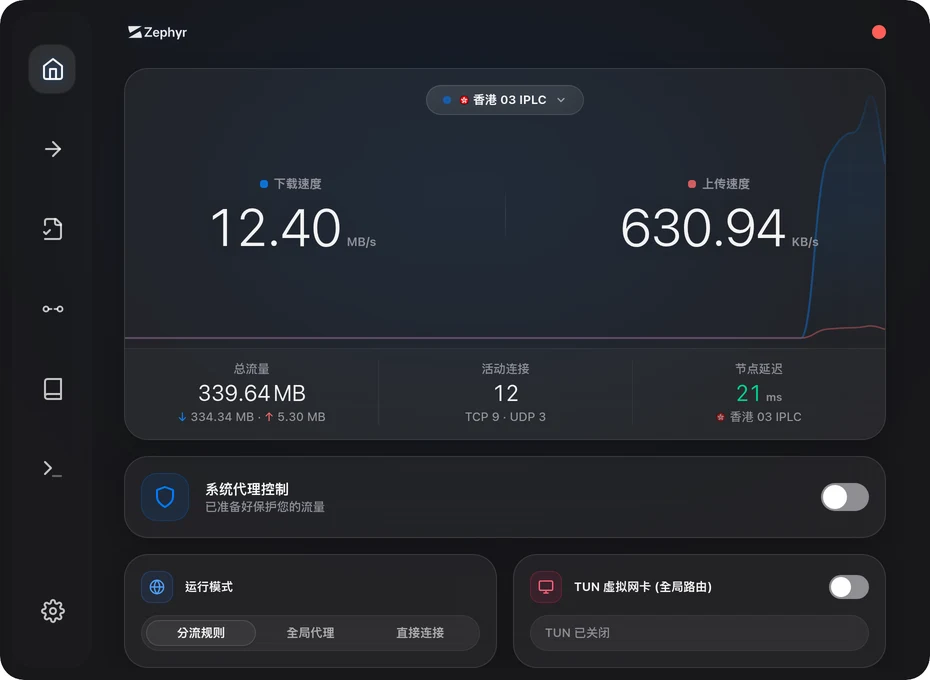 Zephyr
香港 03 IPLC
下载速度
12.40 MB/s
上传速度
630.94 KB/s
总流量
339.64 MB
↓ 334.34 MB · ↑ 5.30 MB
活动连接
12
TCP 9 · UDP 3
节点延迟
21 ms
香港 03 IPLC
系统代理控制
已准备好保护您的流量
运行模式
分流规则
全局代理
直接连接
TUN 虚拟网卡 (全局路由)
TUN 已关闭